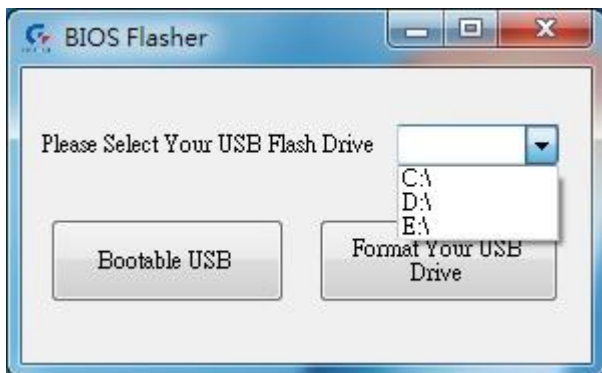 BIOS Flasher
Please Select Your USB Flash Drive
C:\
D:\
E:\
Bootable USB
Format Your USB
Drive